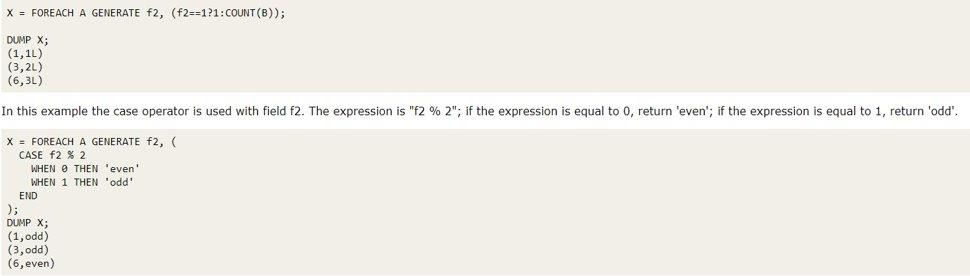 X = FOREACH A GENERATE f2, (f2==1?1:COUNT(B));
DUMP X;
(1,1L)
(3,2L)
(6,3L)
In this example the case operator is used with field f2. The expression is "f2 % 2"; if the expression is equal to 0, return 'even'; if the expression is equal to 1, return 'odd'.
X = FOREACH A GENERATE f2, (
CASE f2 % 2
WHEN 0 THEN 'even'
WHEN 1 THEN 'odd'
END
);
DUMP X;
(1,odd)
(3,odd)
(6,even)